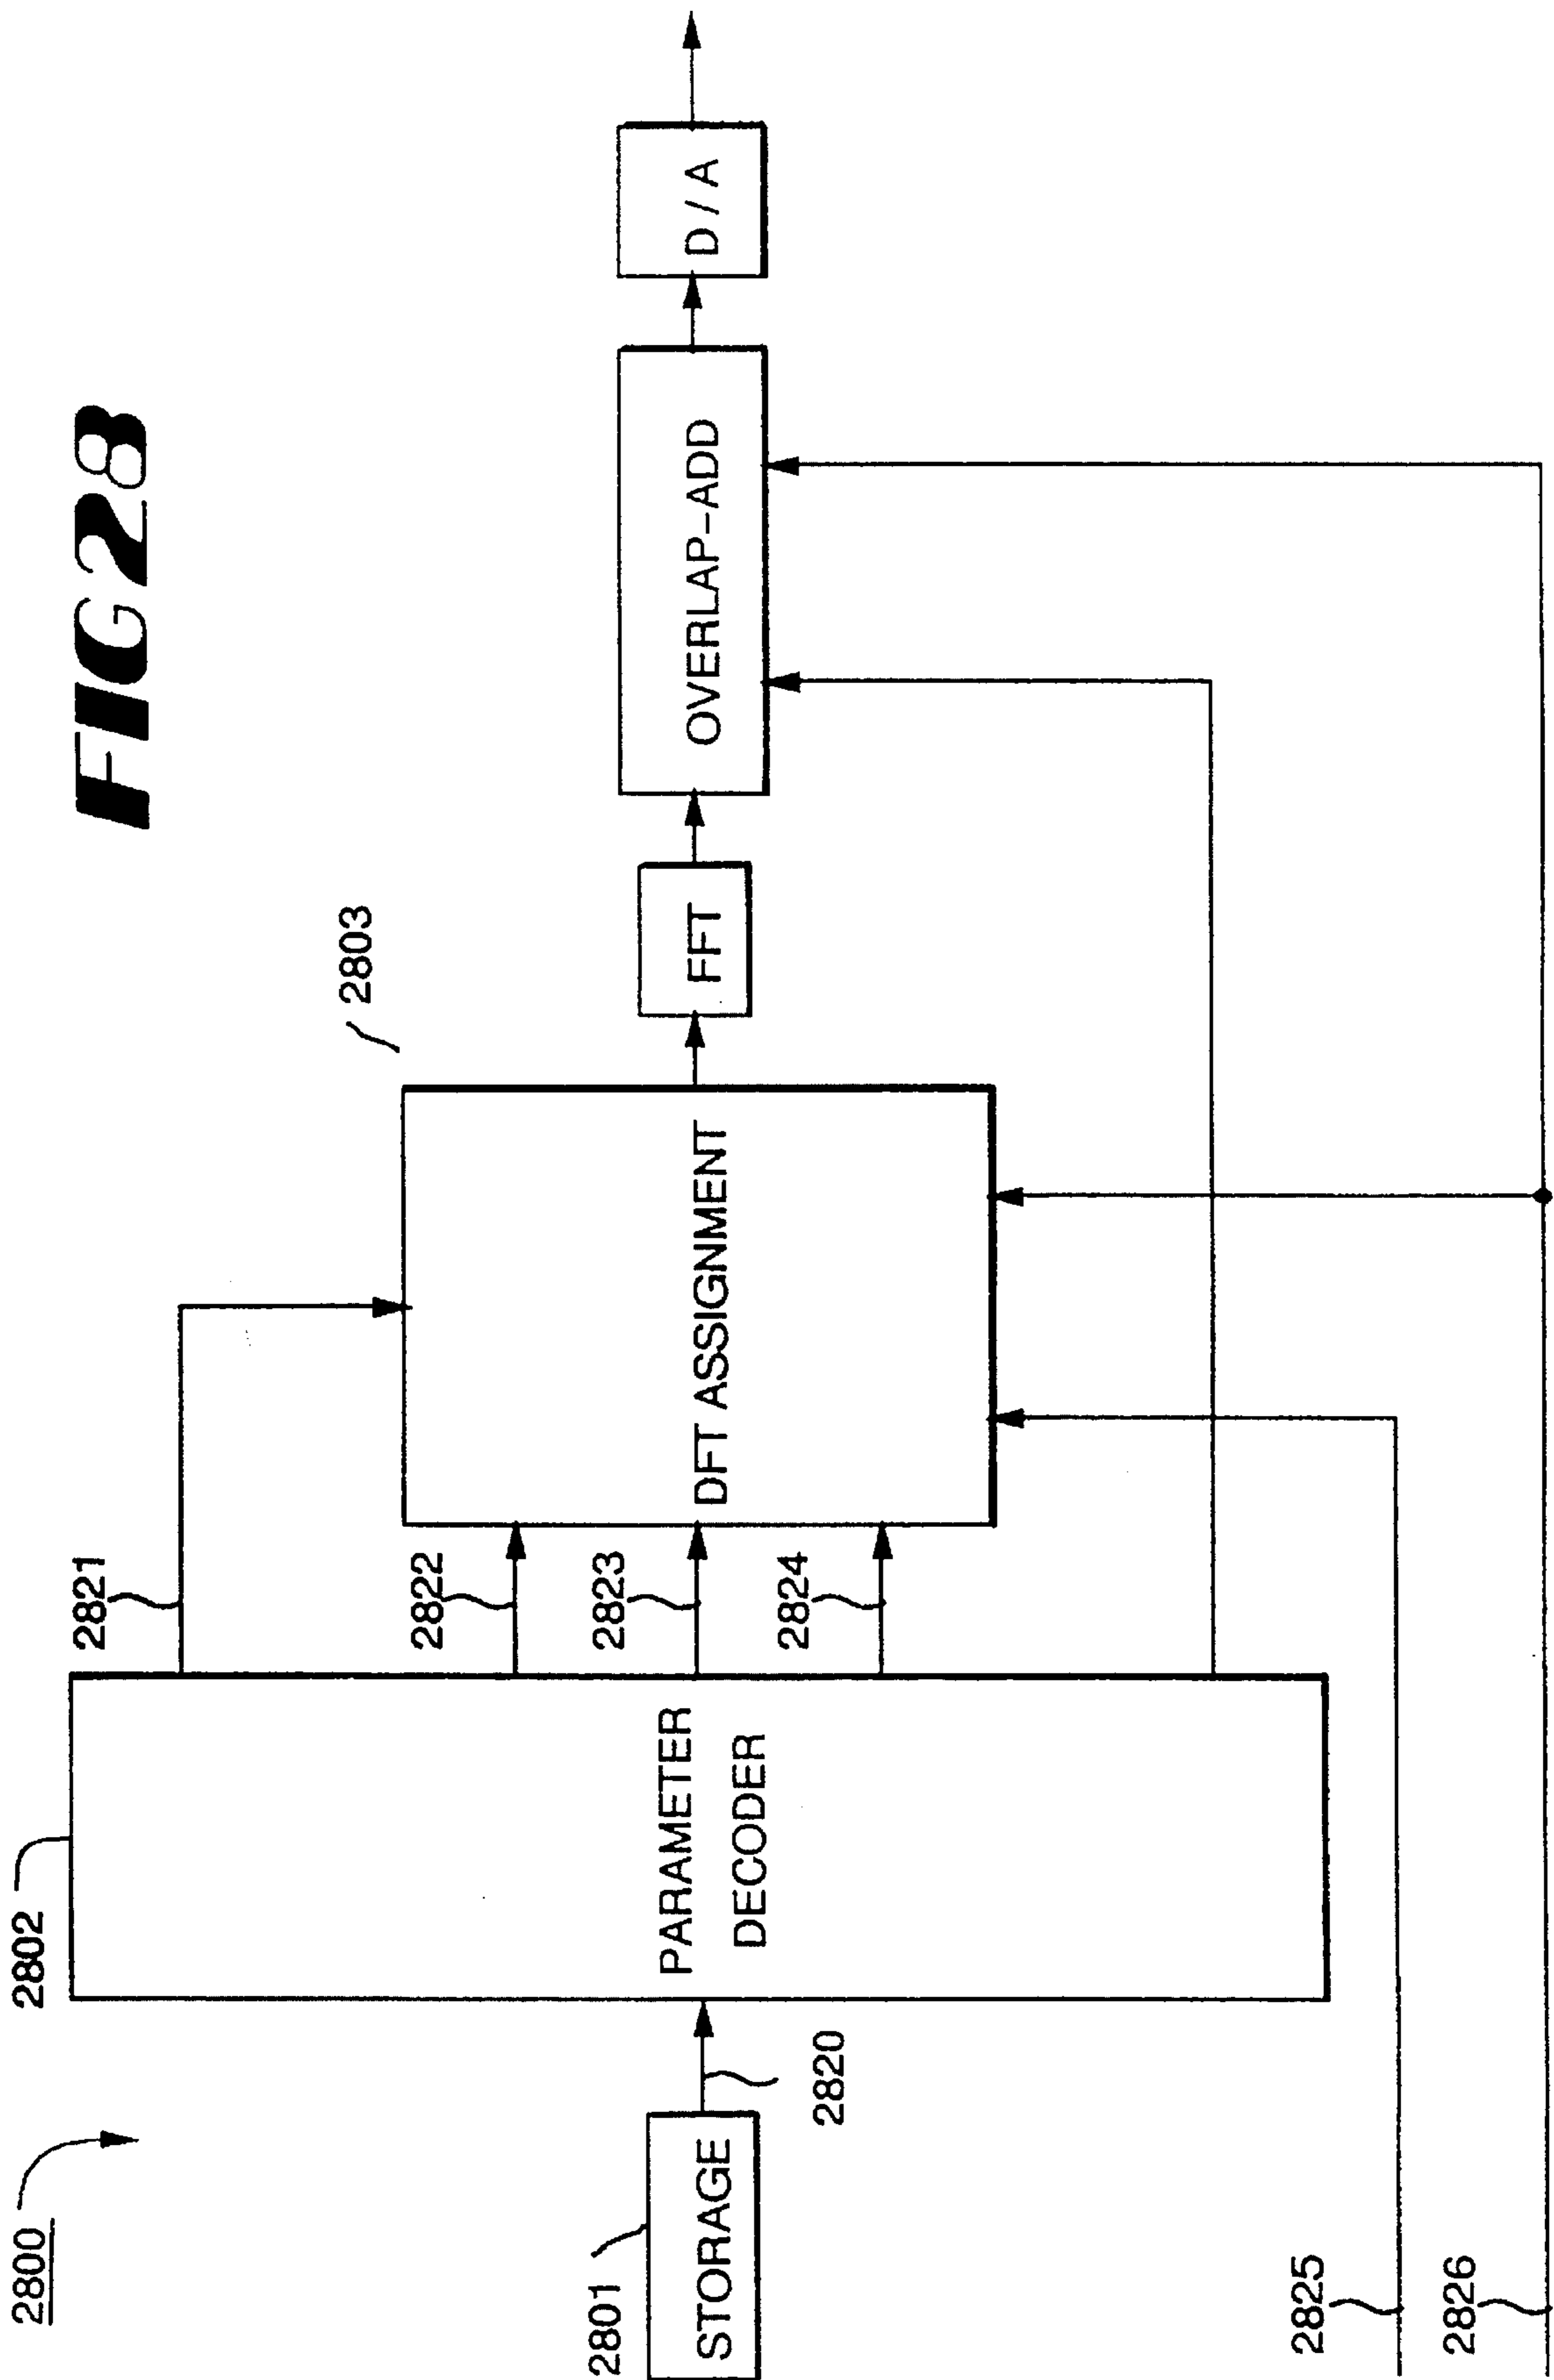 FIG 28
2800
2802
2821
2803
2822
2823
2824
2801
STORAGE
2820
PARAMETER
DECODER
DFT ASSIGNMENT
FFT
OVERLAP-ADD
D / A
2825
2826